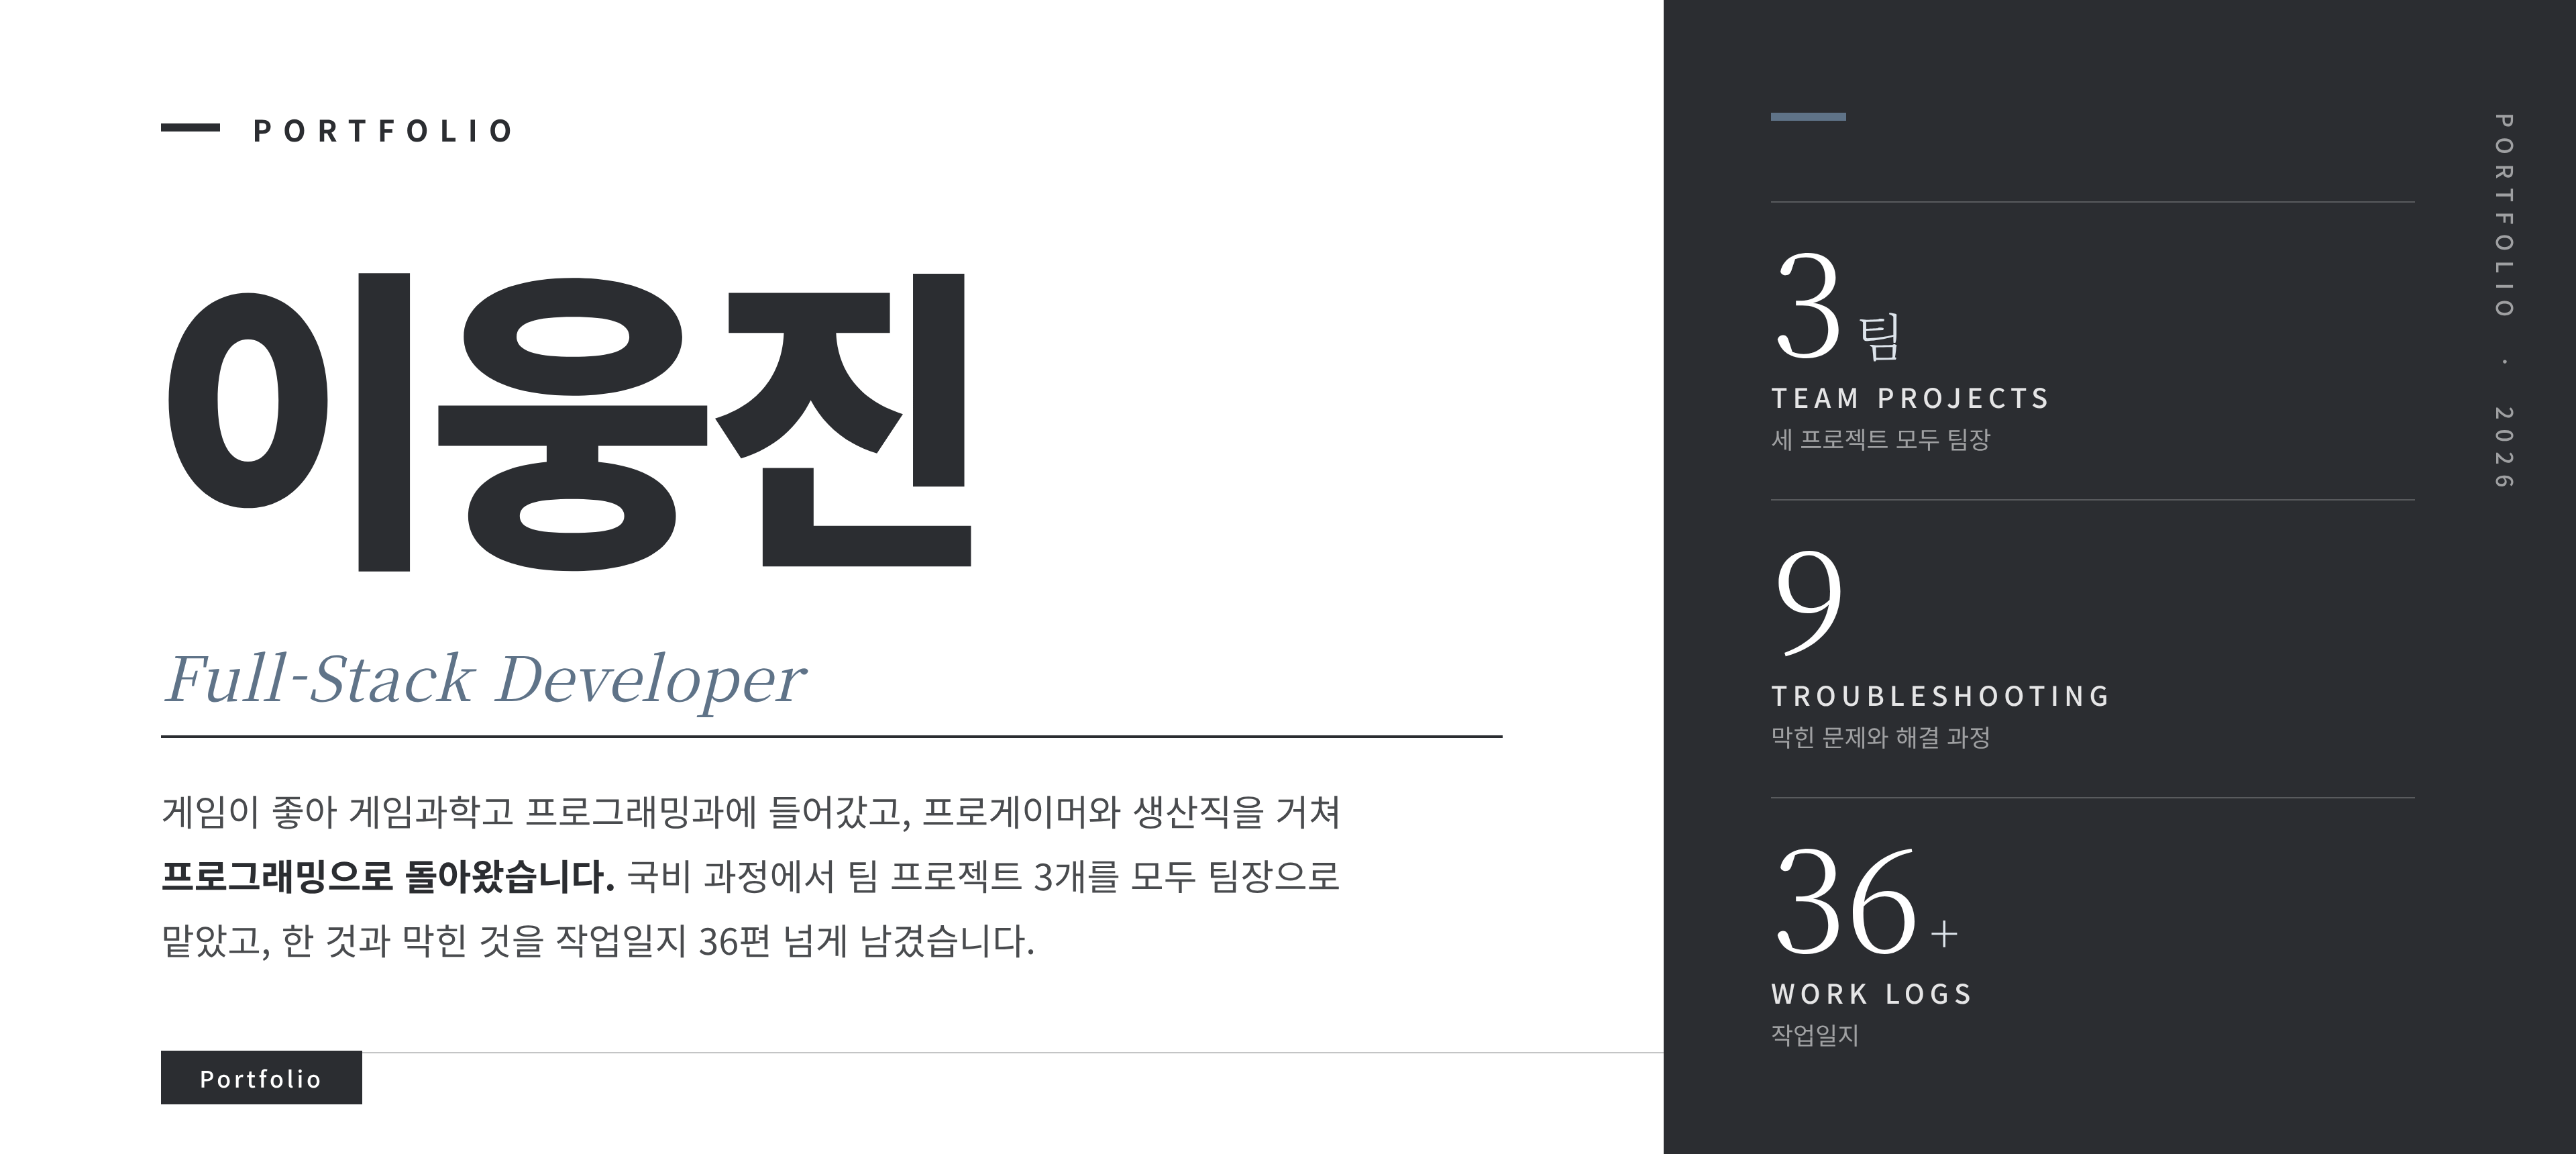 PORTFOLIO
이웅진
Full-Stack Developer
게임이 좋아 게임과학고 프로그래밍과에 들어갔고, 프로게이머와 생산직을 거쳐
프로그래밍으로 돌아왔습니다. 국비 과정에서 팀 프로젝트 3개를 모두 팀장으로
맡았고, 한 것과 막힌 것을 작업일지 36편 넘게 남겼습니다.
Portfolio
3 팀
TEAM PROJECTS
세 프로젝트 모두 팀장
9
TROUBLESHOOTING
막힌 문제와 해결 과정
36 +
WORK LOGS
작업일지
PORTFOLIO · 2026